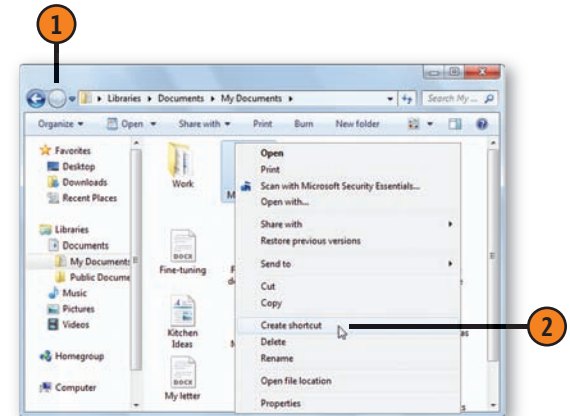 1
Libraries Documents My Documents
Search My ...
Organize Open Share with Print Burn New folder
Favorites
Desktop
Downloads
Recent Places
Libraries
Documents
My Documents
Public Docume
Music
Pictures
Videos
Homegroup
Computer
Work
M
DOCX
Fine-tuning
F
d
Kitchen
Ideas
DOCX
My letter
Open
Print
Scan with Microsoft Security Essentials...
Open with...
Share with
Restore previous versions
Send to
Cut
Copy
Create shortcut
Delete
Rename
Open file location
Properties
as
2